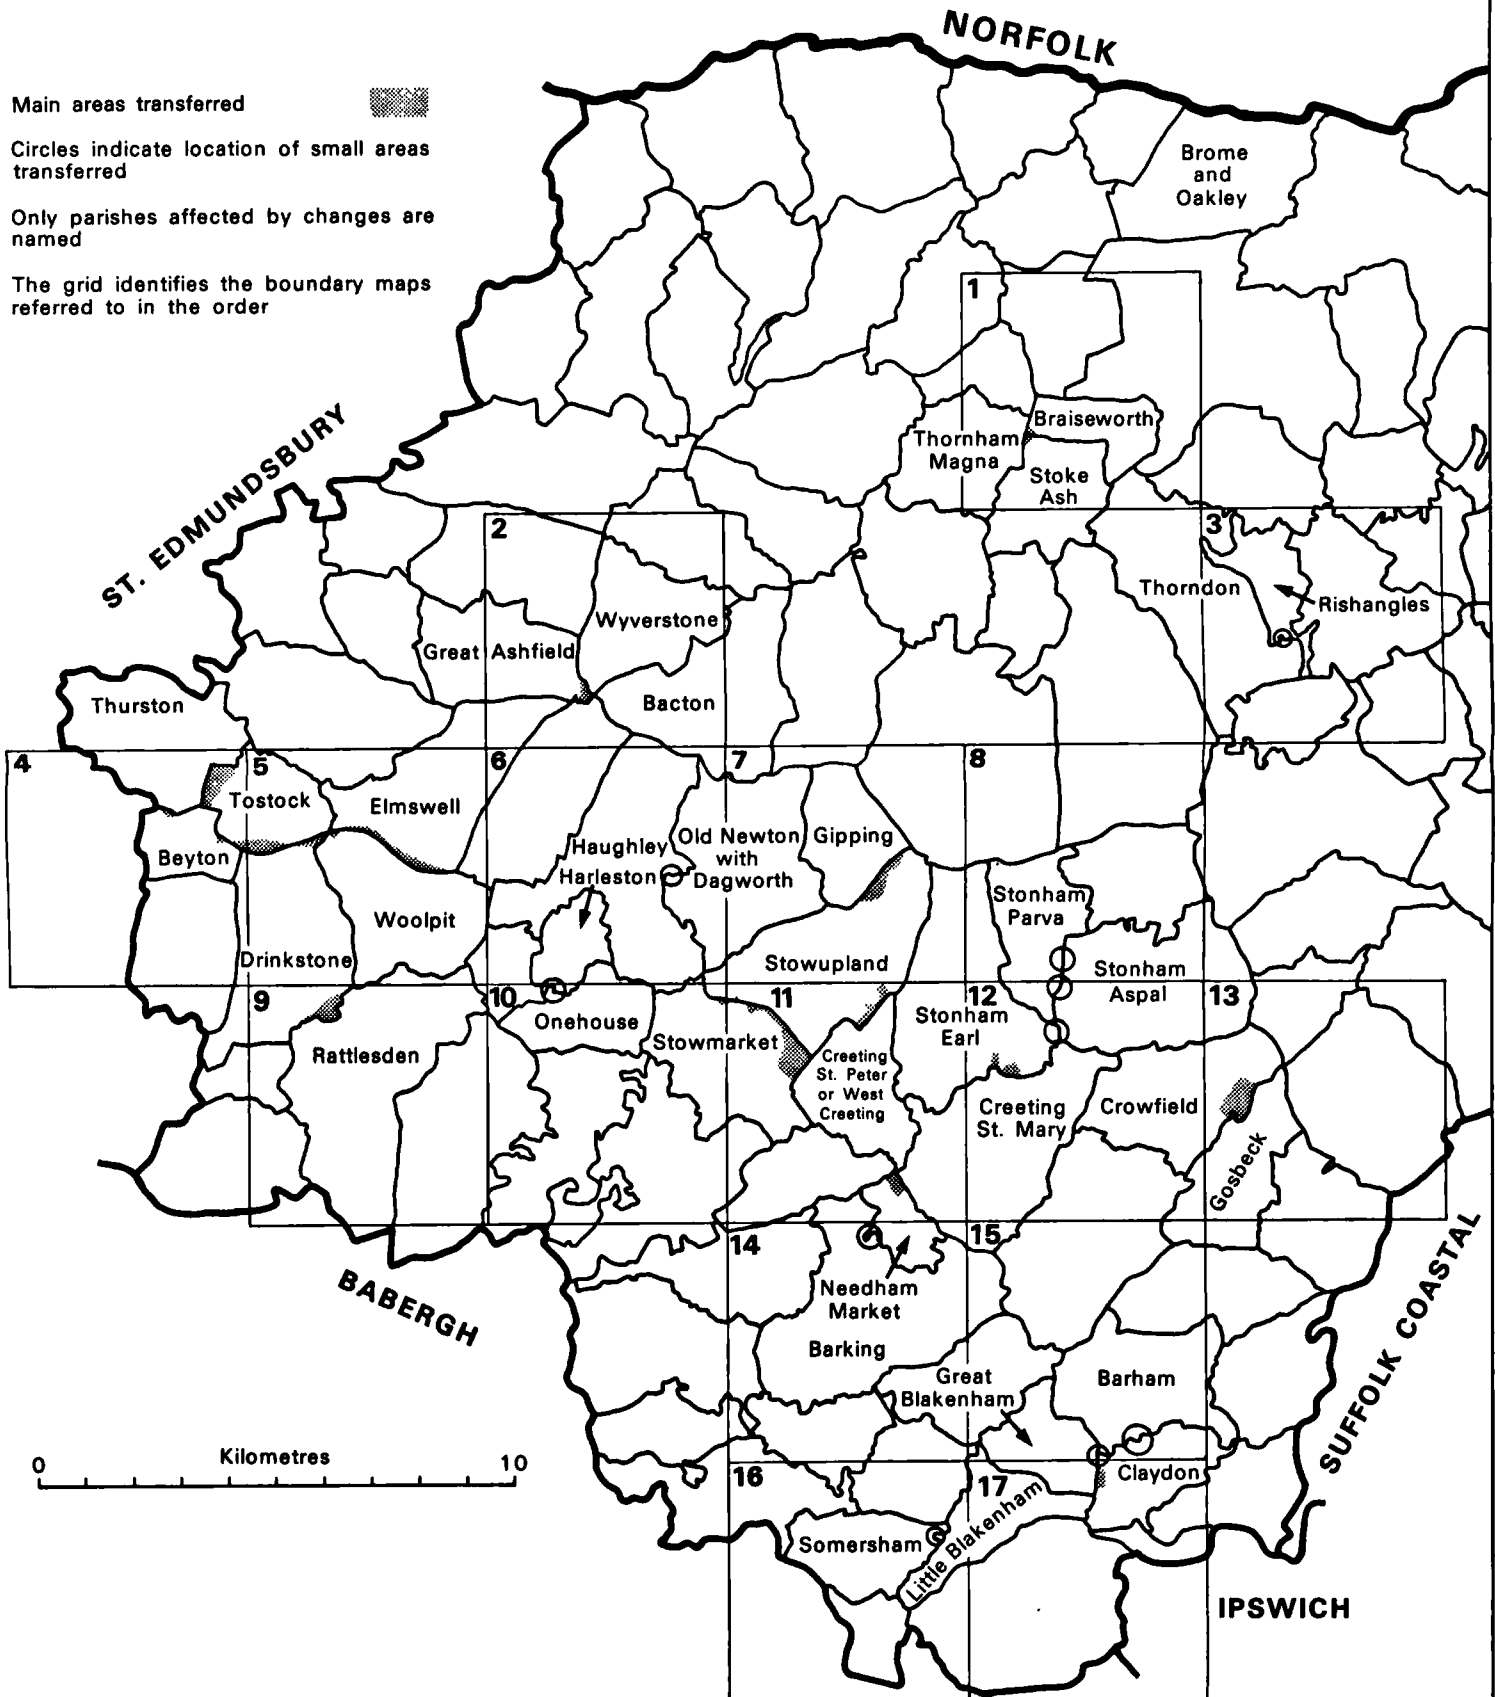 NORFOLK
Main areas transferred
Circles indicate location of small areas
transferred
Only parishes affected by changes are
named
The grid identifies the boundary maps
referred to in the order
Brome
and
Oakley
1
ST. EDMUNDSBURY
Braiseworth
Thornham
Magna
Stoke
Ash
2
3
Thorndon
Rishangles
Wyverstone
Great Ashfield
Bacton
Thurston
4
5
6
7
8
Tostock
Elmswell
Beyton
Haughley
Old Newton
with
Dagworth
Gipping
Harleston
Stonham
Parva
Woolpit
Drinkstone
Stowupland
Stonham
Aspal
9
10
11
12
13
Onehouse
Stonham
Earl
Rattlesden
Stowmarket
Creeting
St. Peter
or West
Creeting
Creeting
St. Mary
Crowfield
Gosbeck
14
15
BABERGH
Needham
Market
SUFFOLK COASTAL
Barking
Great
Blakenham
Barham
Kilometres
0
10
16
17
Claydon
Somersham
Little Blakenham
IPSWICH